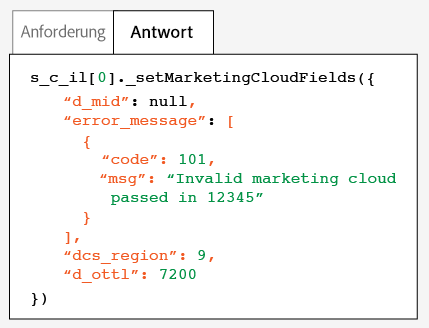 Anforderung
Antwort
s_c_il[0]._setMarketingCloudFields({
“d_mid”: null,
“error_message”: [
{
“code”: 101,
“msg”: “Invalid marketing cloud
passed in 12345”
}
],
“dcs_region”: 9,
“d_ottl”: 7200
})